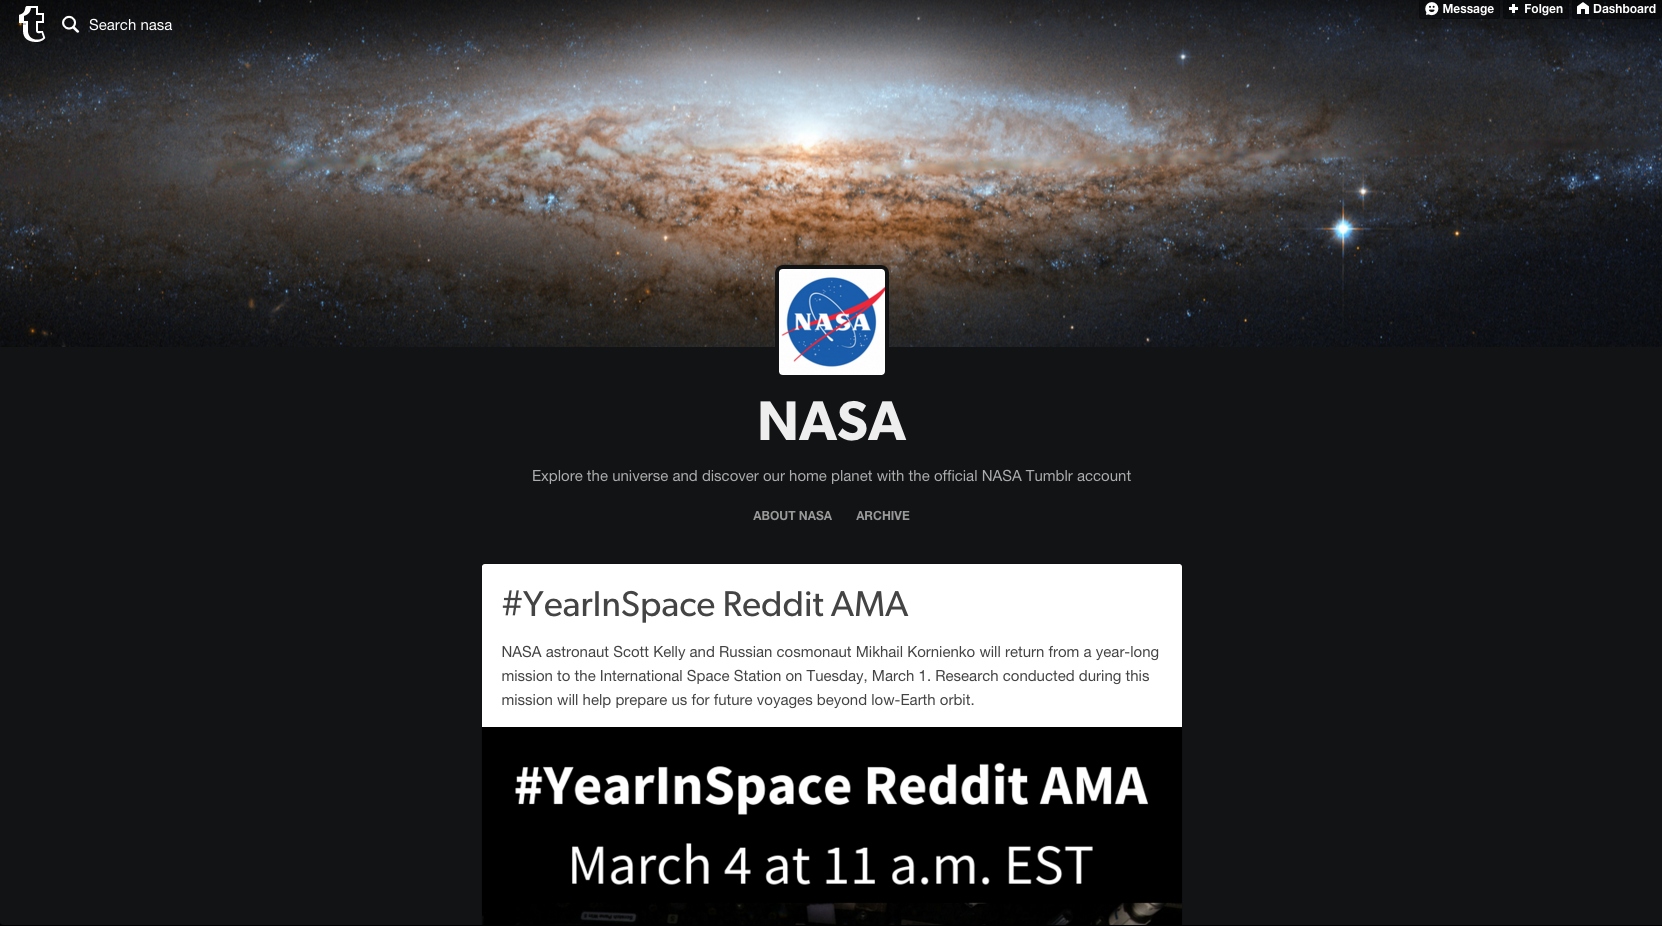 t
Search nasa
Message
Folgen
Dashboard
NASA
NASA
Explore the universe and discover our home planet with the official NASA Tumblr account
ABOUT NASA
ARCHIVE
#YearInSpace Reddit AMA
NASA astronaut Scott Kelly and Russian cosmonaut Mikhail Kornienko will return from a year-long
mission to the International Space Station on Tuesday, March 1. Research conducted during this
mission will help prepare us for future voyages beyond low-Earth orbit.
#YearInSpace Reddit AMA
March 4 at 11 a.m. EST